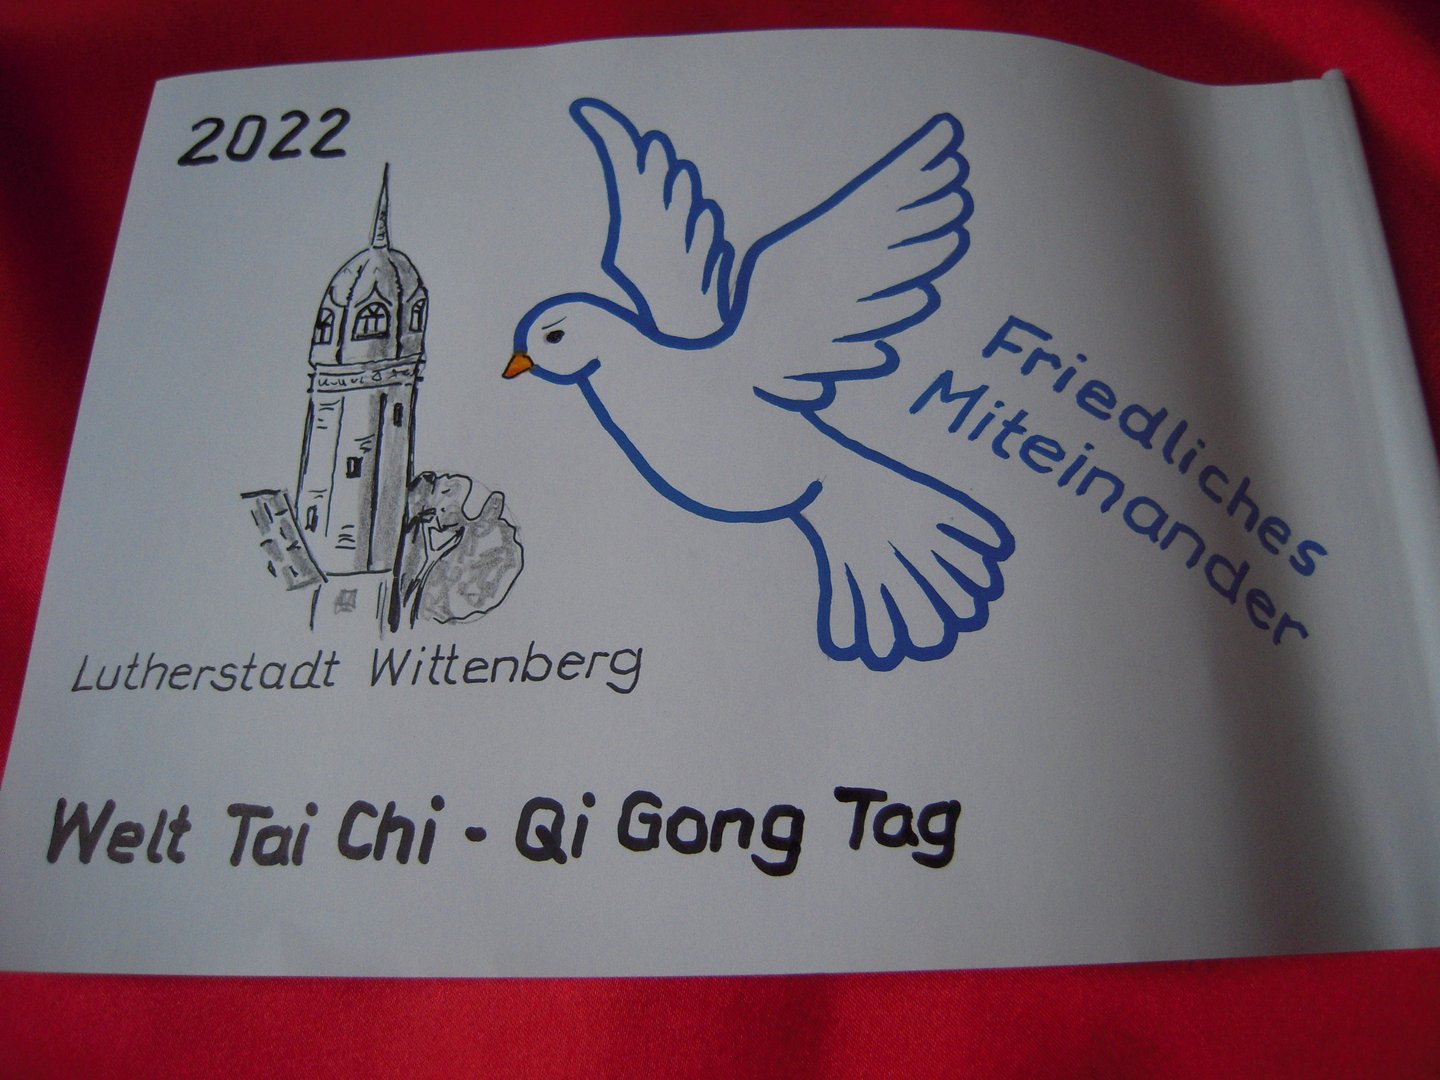 2022
Friedliches
Miteinander
Lutherstadt Wittenberg
Welt Tai Chi - Qi Gong Tag